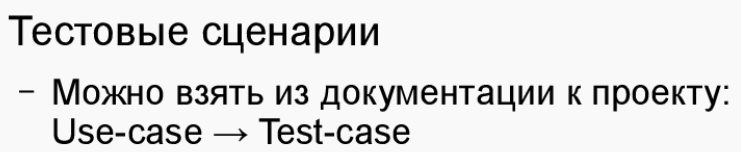 Тестовые сценарии
– Можно взять из документации к проекту:
Use-case → Test-case